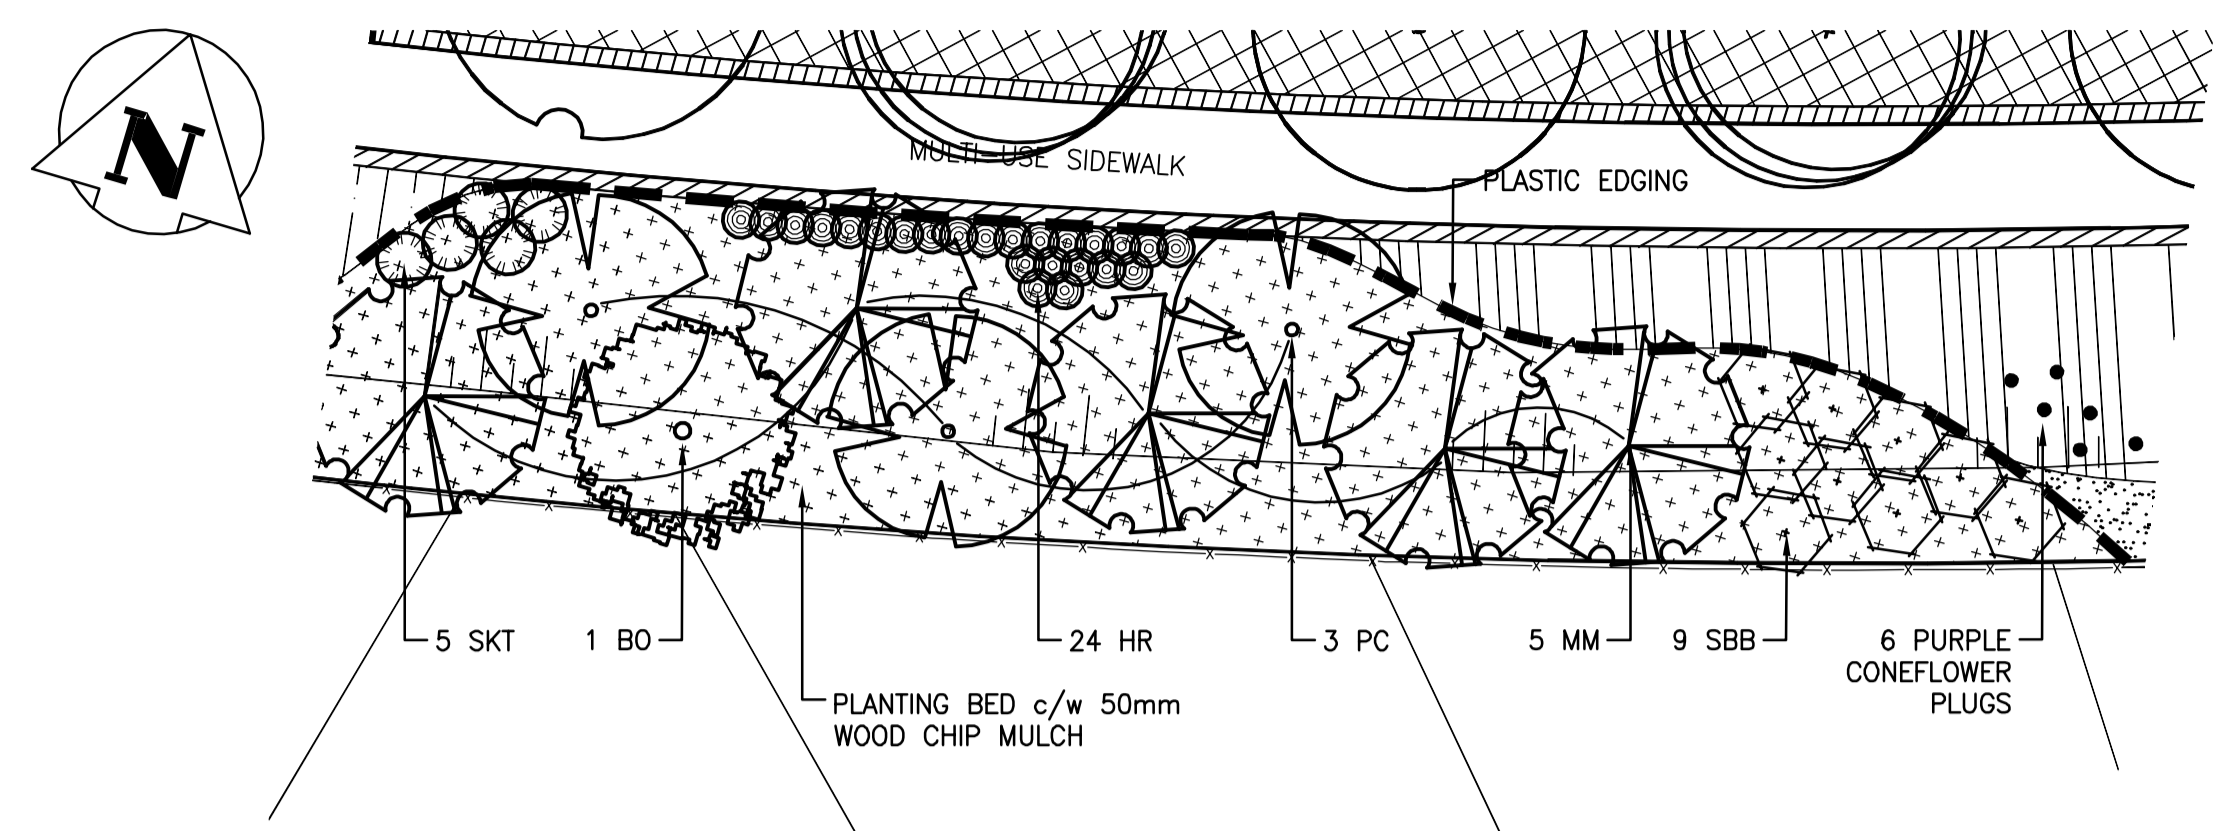 N
MULTI-USE SIDEWALK
PLASTIC EDGING
5 SKT
1 BO
24 HR
3 PC
5 MM
9 SBB
6 PURPLE
CONEFLOWER
PLUGS
PLANTING BED c/w 50mm
WOOD CHIP MULCH